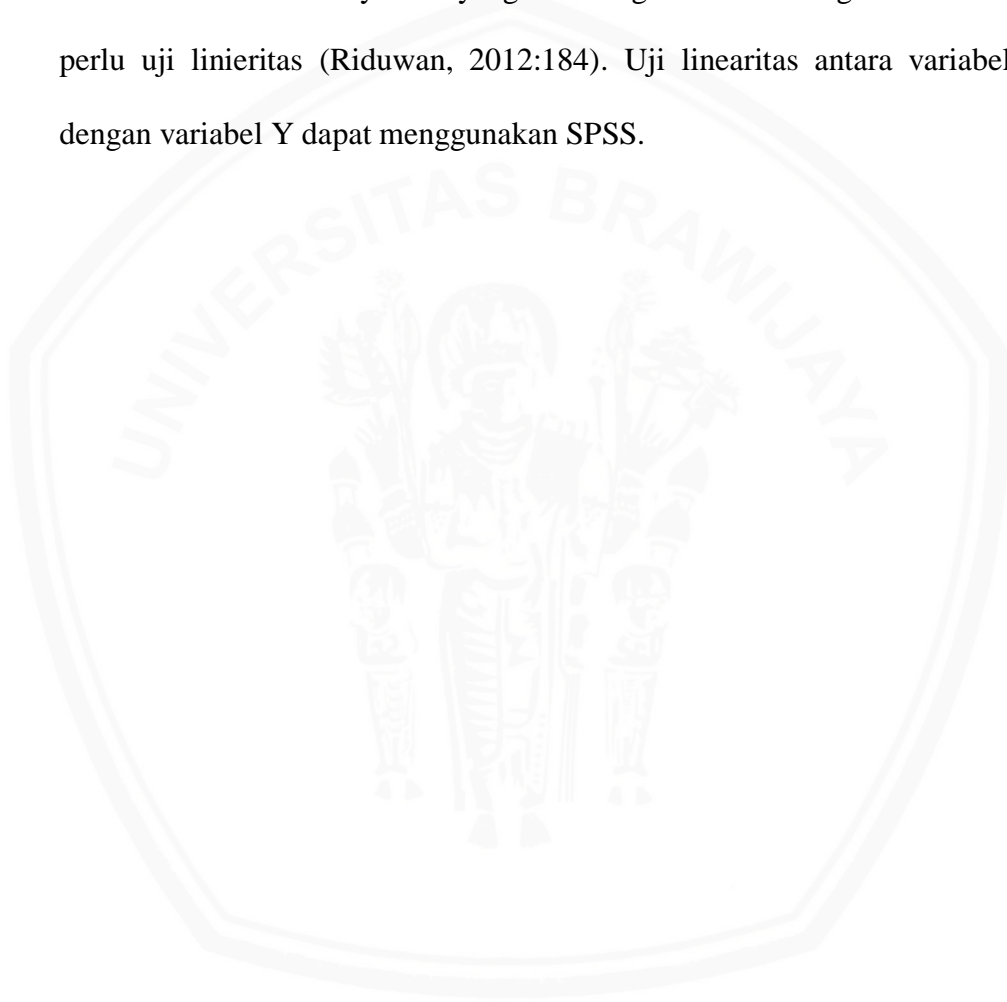 perlu uji linieritas (Riduwan, 2012:184). Uji linearitas antara variabel
dengan variabel Y dapat menggunakan SPSS.
UNIVERSITAS BRAWIJAYA